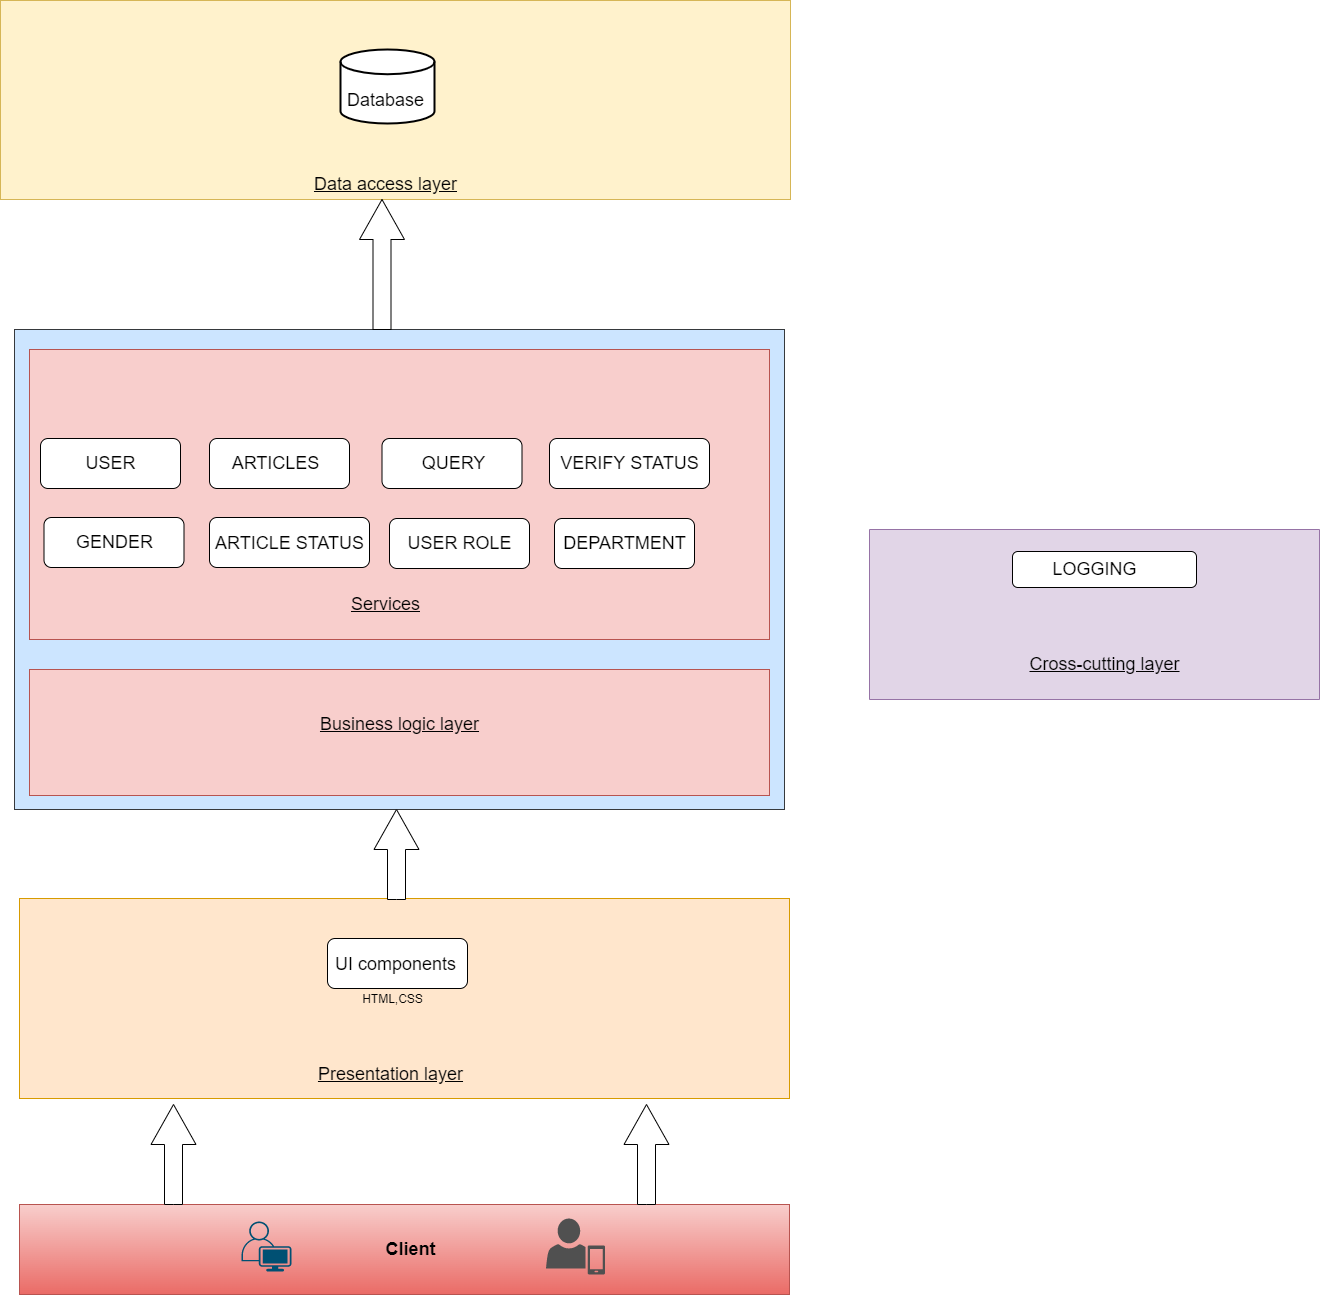 Database
Data access layer
USER
ARTICLES
QUERY
VERIFY STATUS
GENDER
ARTICLE STATUS
USER ROLE
DEPARTMENT
Services
LOGGING
Cross-cutting layer
Business logic layer
UI components
HTML,CSS
Presentation layer
Client